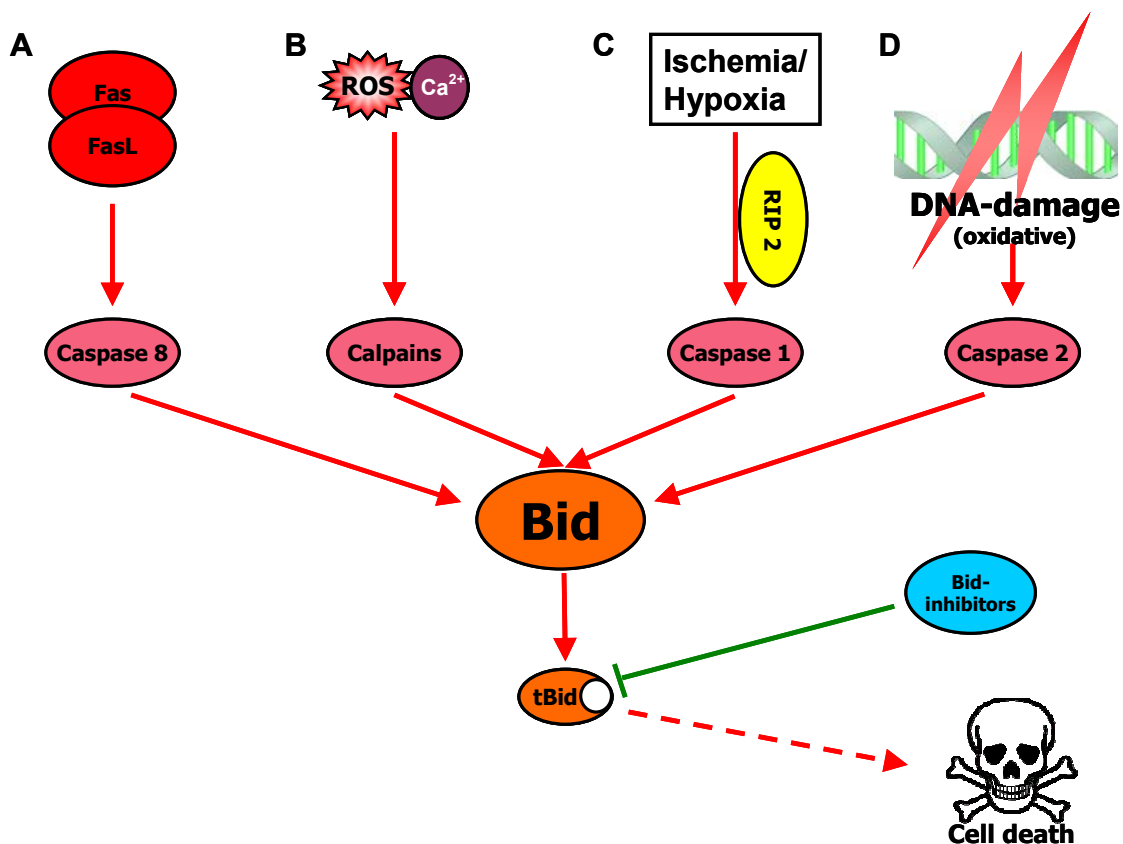 A
B
C
D
Fas
FasL
ROS
Ca2+
Ischemia/
Hypoxia
RIP 2
DNA-damage
(oxidative)
Caspase 8
Calpains
Caspase 1
Caspase 2
Bid
Bid-
inhibitors
tBid
Cell death